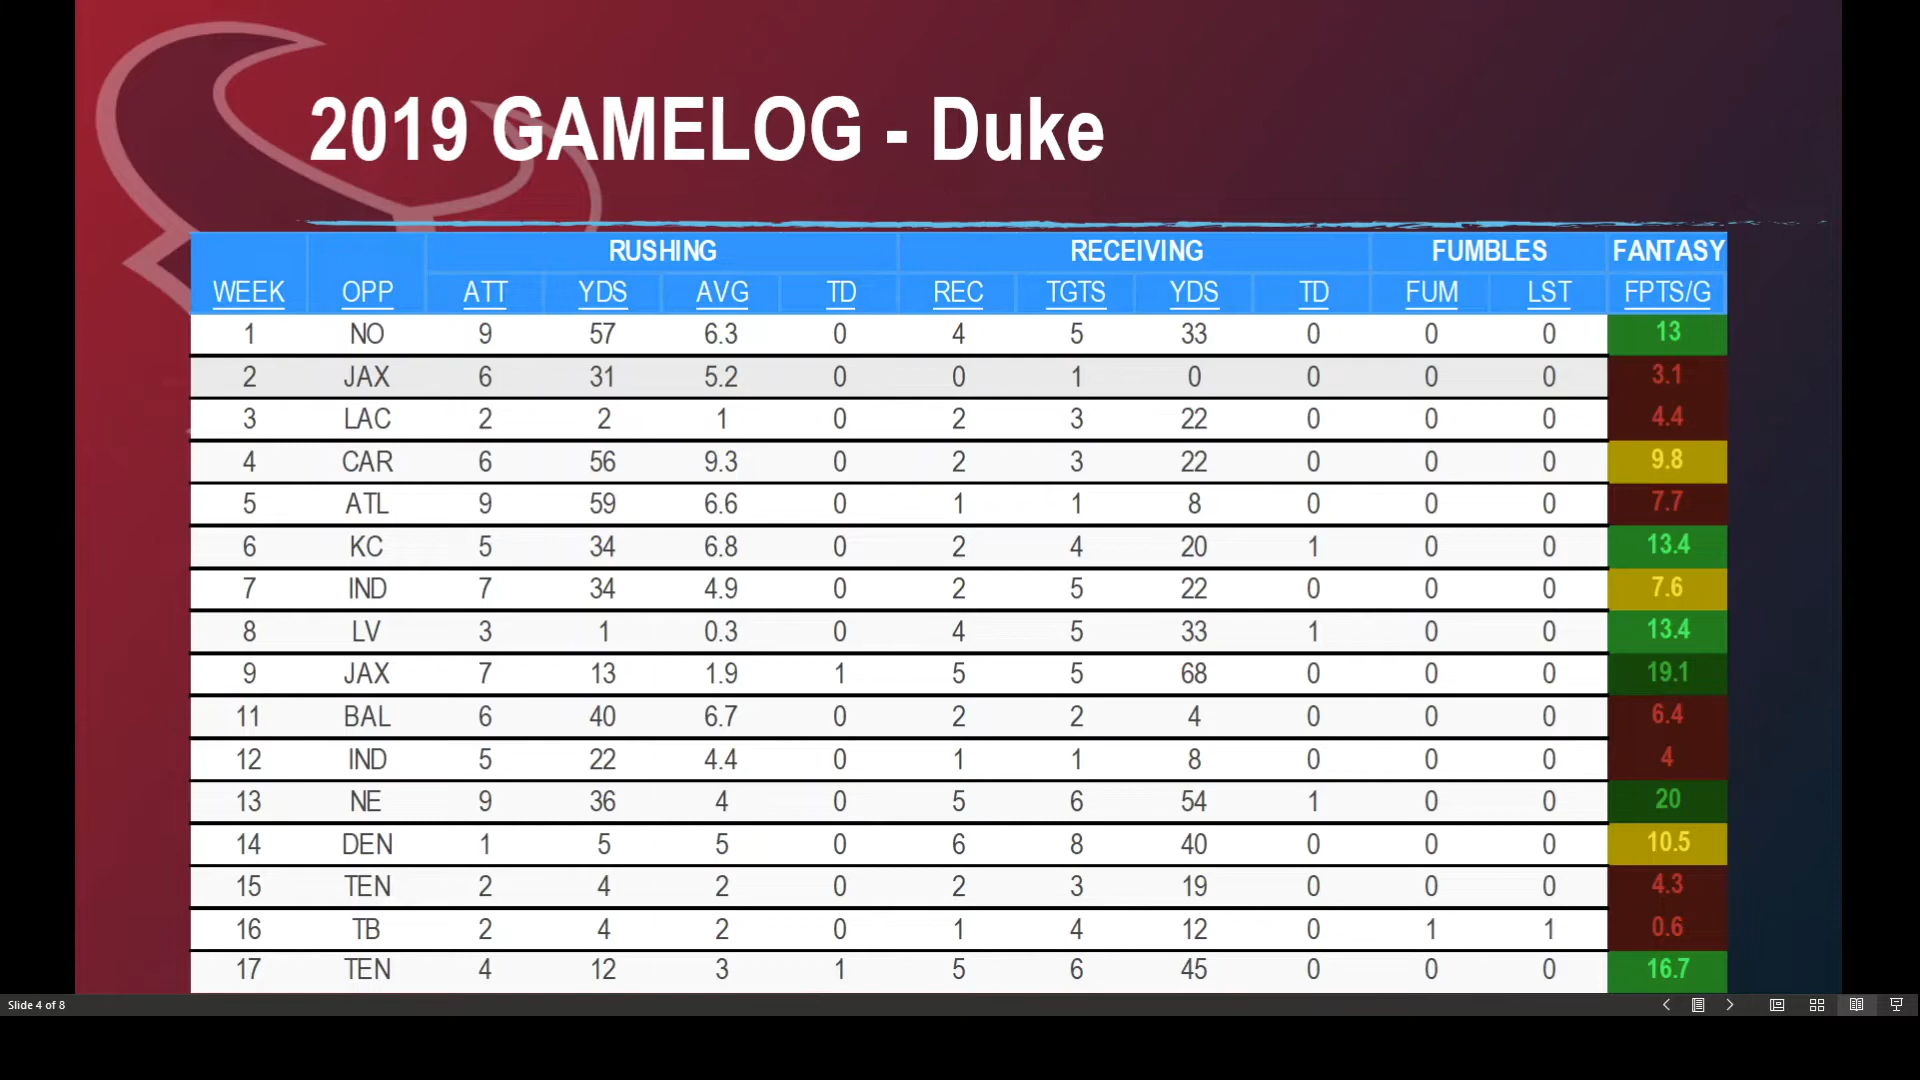 2019 GAMELOG - Duke
RUSHING RECEIVING FUMBLES FANTASY
WEEK OPP ATT YDS AVG TD REC TGTS YDS TD FUM LST FPTS/G
1 NO 9 57 6.3 0 4 5 33 0 0 0 13
2 JAX 6 31 5.2 0 0 1 0 0 0 0 3.1
3 LAC 2 2 1 0 2 3 22 0 0 0 4.4
4 CAR 6 56 9.3 0 2 3 22 0 0 0 9.8
5 ATL 9 59 6.6 0 1 1 8 0 0 0 7.7
6 KC 5 34 6.8 0 2 4 20 1 0 0 13.4
7 IND 7 34 4.9 0 2 5 22 0 0 0 7.6
8 LV 3 1 0.3 0 4 5 33 1 0 0 13.4
9 JAX 7 13 1.9 1 5 5 68 0 0 0 19.1
11 BAL 6 40 6.7 0 2 2 4 0 0 0 6.4
12 IND 5 22 4.4 0 1 1 8 0 0 0 4
13 NE 9 36 4 0 5 6 54 1 0 0 20
14 DEN 1 5 5 0 6 8 40 0 0 0 10.5
15 TEN 2 4 2 0 2 3 19 0 0 0 4.3
16 TB 2 4 2 0 1 4 12 0 1 1 0.6
17 TEN 4 12 3 1 5 6 45 0 0 0 16.7
Slide 4 of 8